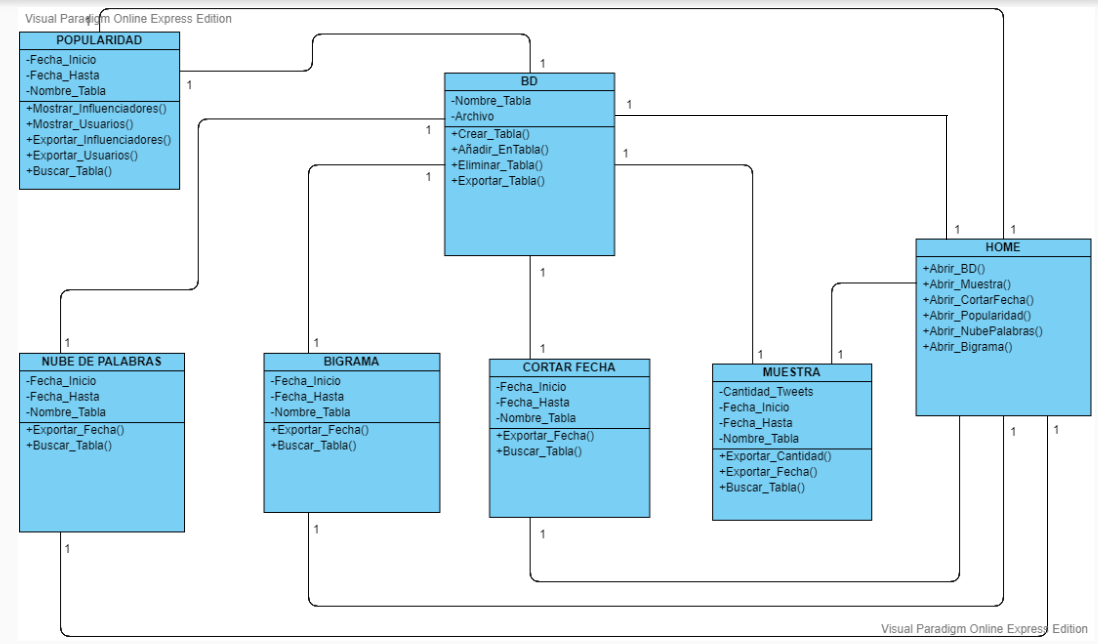 Visual Paradigm Online Express Edition
1
POPULARIDAD
-Fecha_Inicio
-Fecha_Hasta
-Nombre_Tabla
+Mostrar_Influenciadores()
+Mostrar_Usuarios()
+Exportar_Influenciadores()
+Exportar_Usuarios()
+Buscar_Tabla()
1
1
BD
-Nombre_Tabla
-Archivo
+Crear_Tabla()
+Añadir_EnTabla()
+Eliminar_Tabla()
+Exportar_Tabla()
1
1
1
1
1
1
1
HOME
+Abrir_BD()
+Abrir_Muestra()
+Abrir_CortarFecha()
+Abrir_Popularidad()
+Abrir_NubePalabras()
+Abrir_Bigrama()
1
1
1
NUBE DE PALABRAS
-Fecha_Inicio
-Fecha_Hasta
-Nombre_Tabla
+Exportar_Fecha()
+Buscar_Tabla()
1
1
BIGRAMA
-Fecha_Inicio
-Fecha_Hasta
-Nombre_Tabla
+Exportar_Fecha()
+Buscar_Tabla()
1
1
CORTAR FECHA
-Fecha_Inicio
-Fecha_Hasta
-Nombre_Tabla
+Exportar_Fecha()
+Buscar_Tabla()
1
1
1
MUESTRA
-Cantidad_Tweets
-Fecha_Inicio
-Fecha_Hasta
-Nombre_Tabla
+Exportar_Cantidad()
+Exportar_Fecha()
+Buscar_Tabla()
Visual Paradigm Online Express Edition